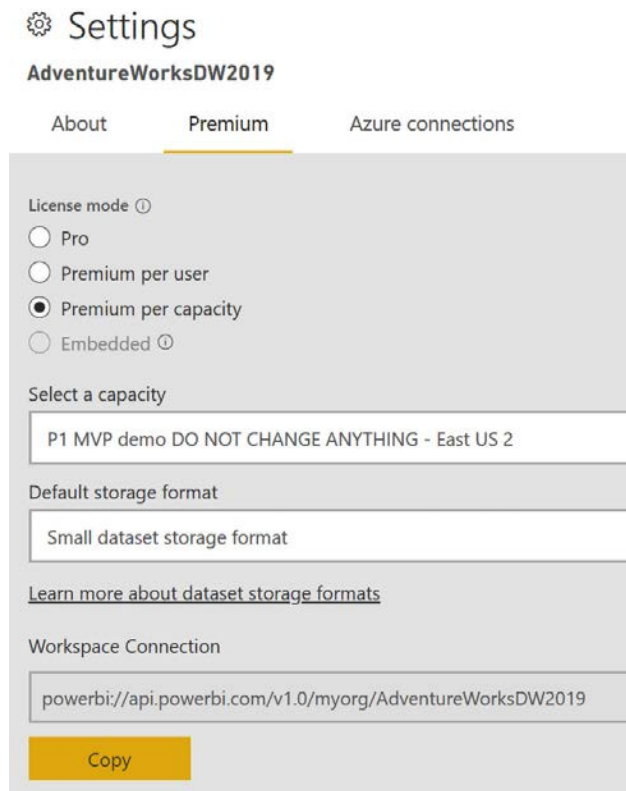 Settings
AdventureWorksDW2019
About Premium Azure connections
License mode
Pro
Premium per user
Premium per capacity
Embedded
Select a capacity
P1 MVP demo DO NOT CHANGE ANYTHING - East US 2
Default storage format
Small dataset storage format
Learn more about dataset storage formats
Workspace Connection
powerbi://api.powerbi.com/v1.0/myorg/AdventureWorksDW2019
Copy